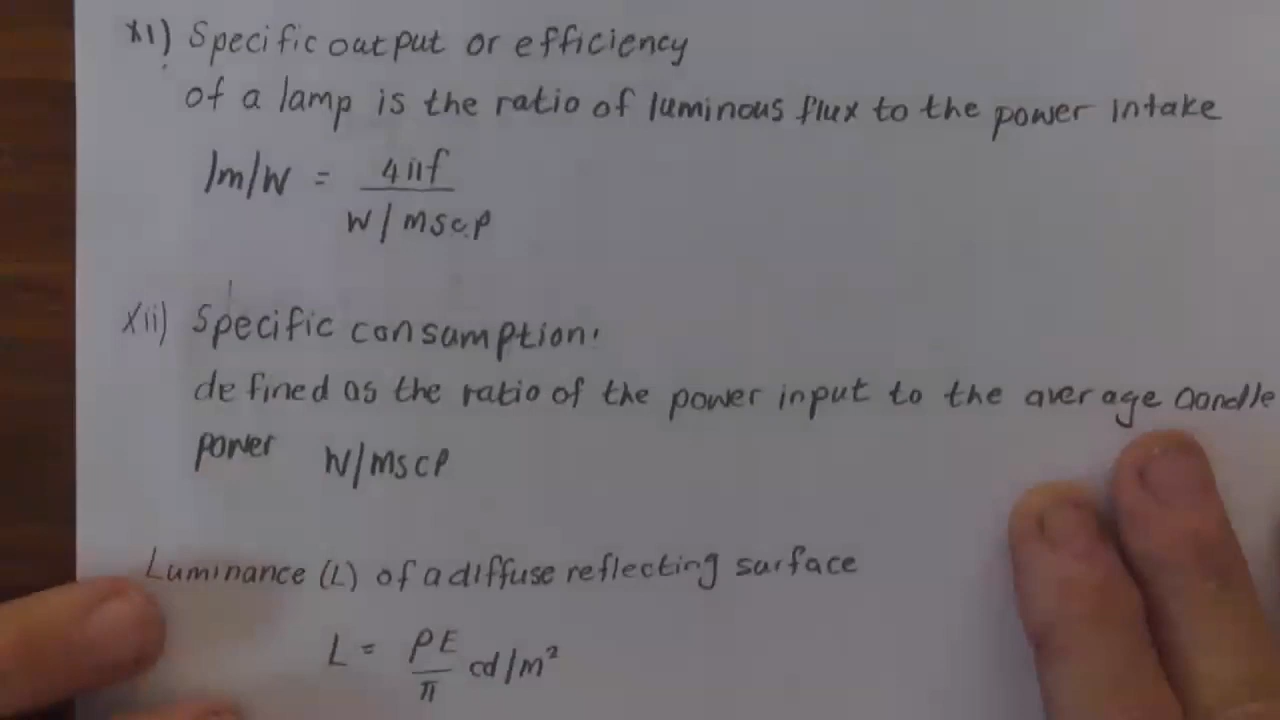 xi) Specific output or efficiency
of a lamp is the ratio of luminous flux to the power intake
lm/W = 4πf / W/mscp
xii) Specific consumption.
defined as the ratio of the power input to the average candle
power W/mscp
Luminance (L) of a diffuse reflecting surface
L = ρE/π cd/m²